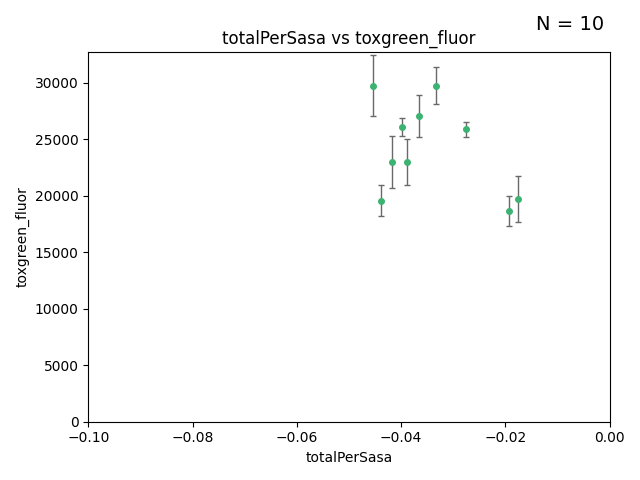 N = 10
totalPerSasa vs toxgreen_fluor
30000
25000
20000
15000
10000
5000
0
toxgreen_fluor
−0.10 −0.08 −0.06 −0.04 −0.02 0.00
totalPerSasa